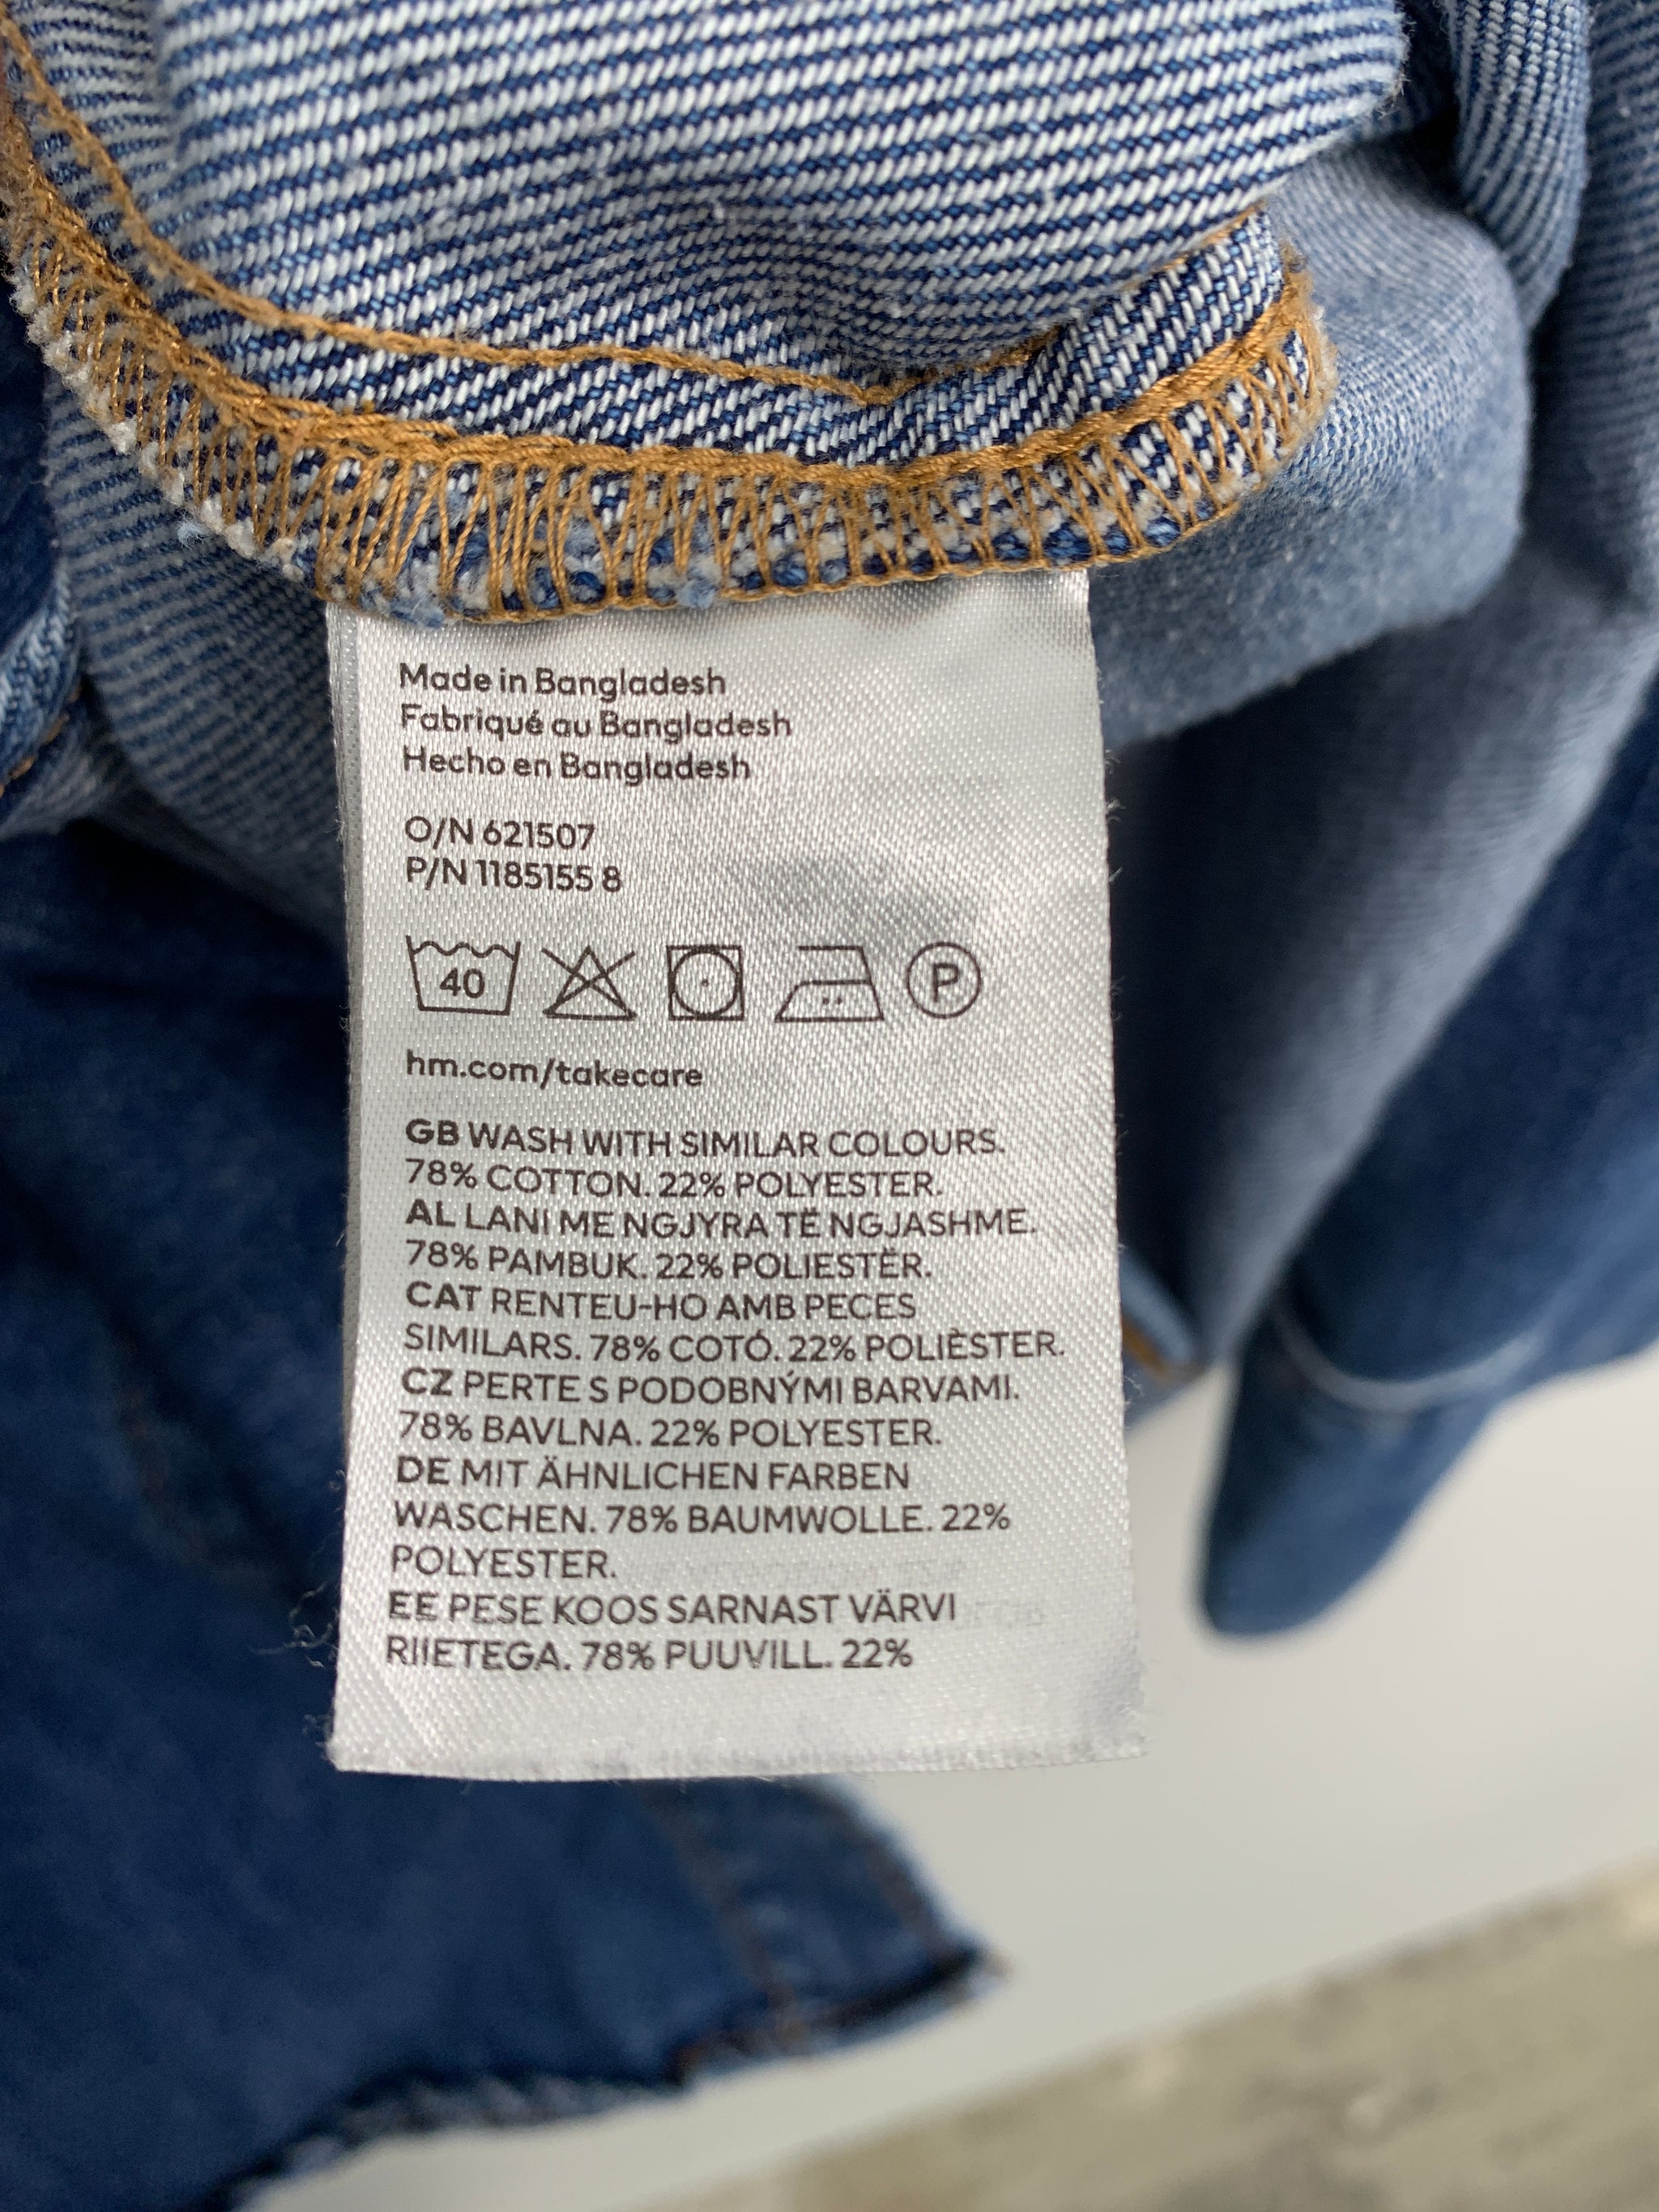 Made in Bangladesh
Fabriqué au Bangladesh
Hecho en Bangladesh
O/N 621507
P/N 1185155 8
40 P
hm.com/takecare
GB WASH WITH SIMILAR COLOURS.
78% COTTON. 22% POLYESTER.
AL LANI ME NGJYRA TË NGJASHME.
78% PAMBUK. 22% POLIESTËR.
CAT RENTEU-HO AMB PECES
SIMILARS. 78% COTÓ. 22% POLIÈSTER.
CZ PERTE S PODOBNÝMI BARVAMI.
78% BAVLNA. 22% POLYESTER.
DE MIT ÄHNLICHEN FARBEN
WASCHEN. 78% BAUMWOLLE. 22%
POLYESTER.
EE PESE KOOS SARNAST VÄRVI
RIIETEGA. 78% PUUVILL. 22%